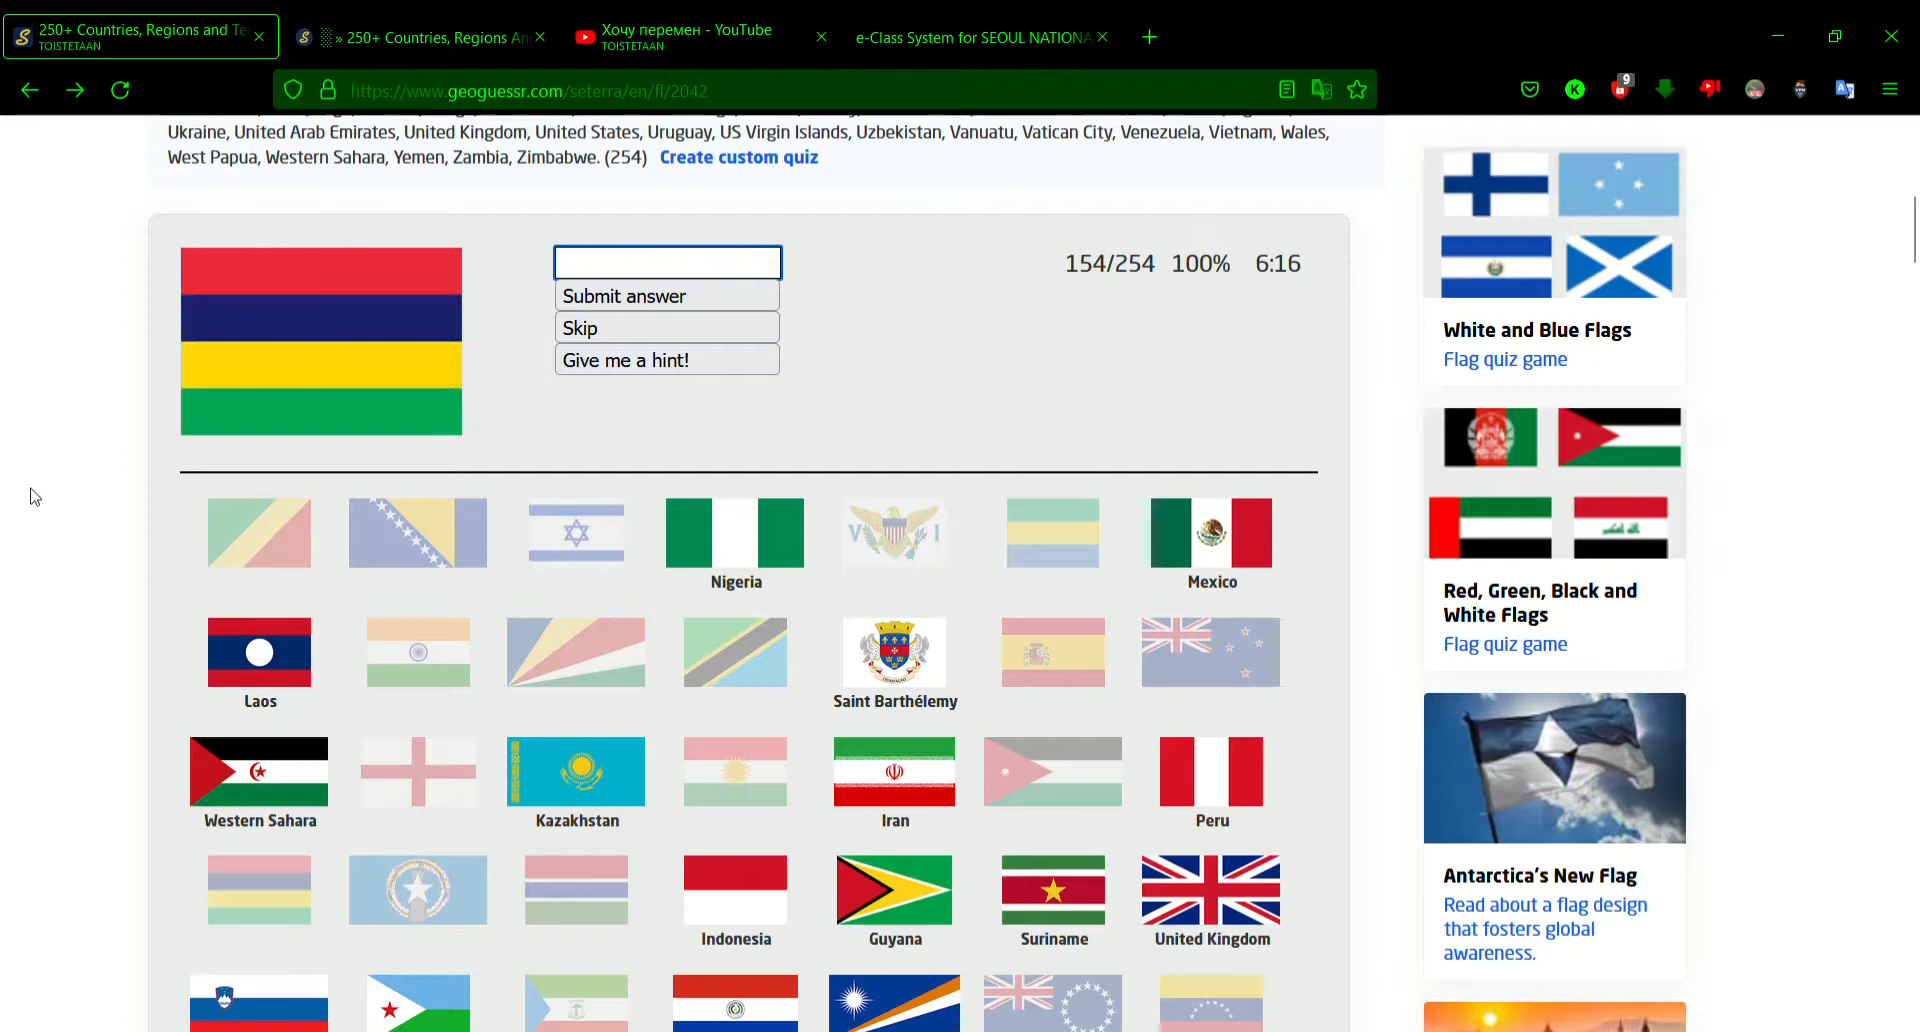 250+ Countries, Regions and Te
TOISTETAAN
» 250+ Countries, Regions An
Хочу перемен - YouTube
TOISTETAAN
e-Class System for SEOUL NATIONA
https://www.geoguessr.com/seterra/en/fl/2042
9
Ukraine, United Arab Emirates, United Kingdom, United States, Uruguay, US Virgin Islands, Uzbekistan, Vanuatu, Vatican City, Venezuela, Vietnam, Wales,
West Papua, Western Sahara, Yemen, Zambia, Zimbabwe. (254) Create custom quiz
154/254 100% 6:16
Submit answer
Skip
Give me a hint!
V I
Nigeria
Mexico
Laos
Saint Barthélemy
Western Sahara
Kazakhstan
Iran
Peru
Indonesia
Guyana
Suriname
United Kingdom
White and Blue Flags
Flag quiz game
Red, Green, Black and
White Flags
Flag quiz game
Antarctica's New Flag
Read about a flag design
that fosters global
awareness.